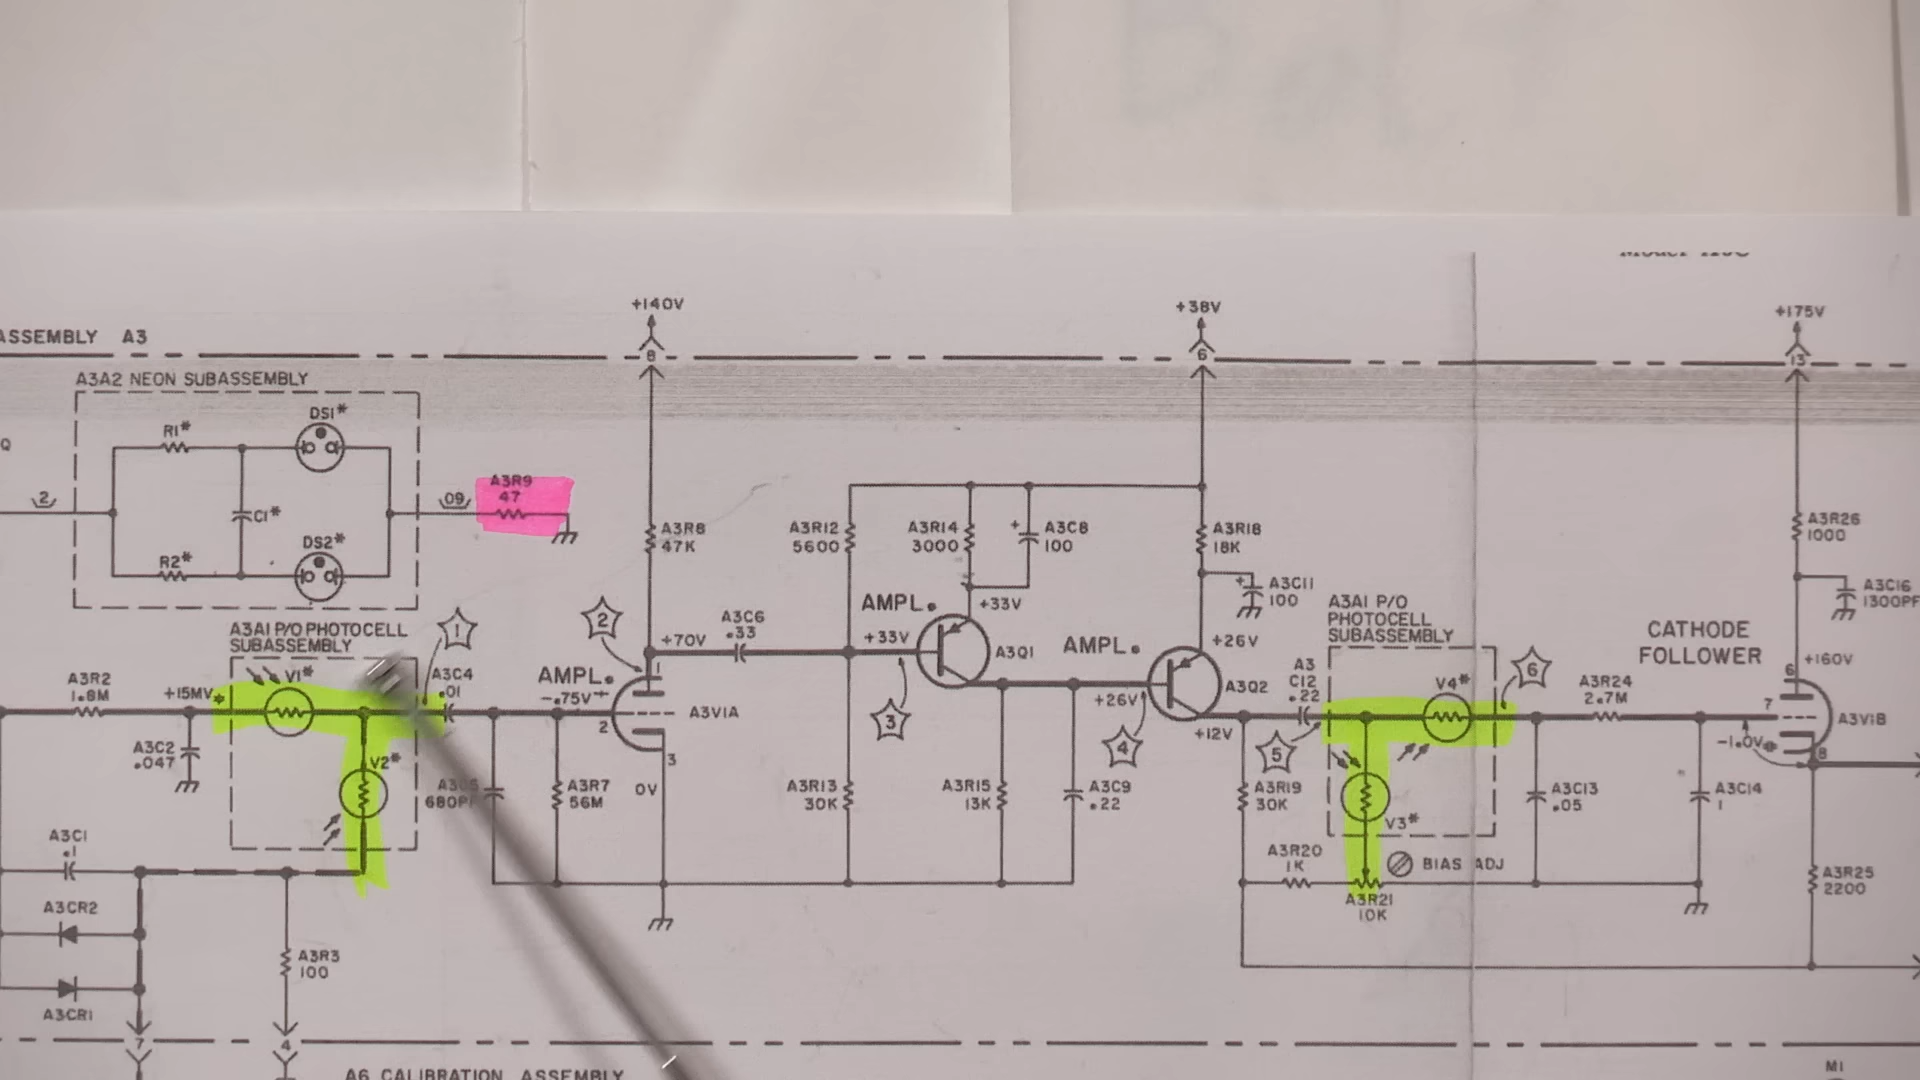 +140V
+38V
+175V
ASSEMBLY A3
8
6
13
A3A2 NEON SUBASSEMBLY
DS1*
R1*
Q
2
C1*
09
A3R9
47
DS2*
R2*
A3R8
47K
A3R12
5600
A3R14
3000
+
A3C8
100
A3R18
18K
A3R26
1000
A3C11
100
A3C16
1300PF
A3A1 P/O PHOTOCELL
SUBASSEMBLY
1
2
+70V
A3C6
.33
AMPL.
+33V
+33V
A3Q1
3
AMPL.
+26V
+26V
A3Q2
4
+12V
A3A1 P/O
PHOTOCELL
SUBASSEMBLY
CATHODE
FOLLOWER
+160V
6
A3R2
1.8M
+15MV*
V1*
A3C4
.01
AMPL.
-.75V
1
2
3
A3V1A
0V
A3
C12
.22
5
V4*
6
A3R24
2.7M
7
A3V1B
-1.0V*
8
A3C2
.047
V2*
680PF
A3R7
56M
A3R13
30K
A3R15
13K
A3C9
.22
A3R19
30K
V3*
A3C13
.05
A3C14
1
A3C1
.1
A3R20
1K
BIAS ADJ
A3R21
10K
A3R25
2200
A3CR2
A3R3
100
A3CR1
7
4
A6 CALIBRATION ASSEMBLY
M1